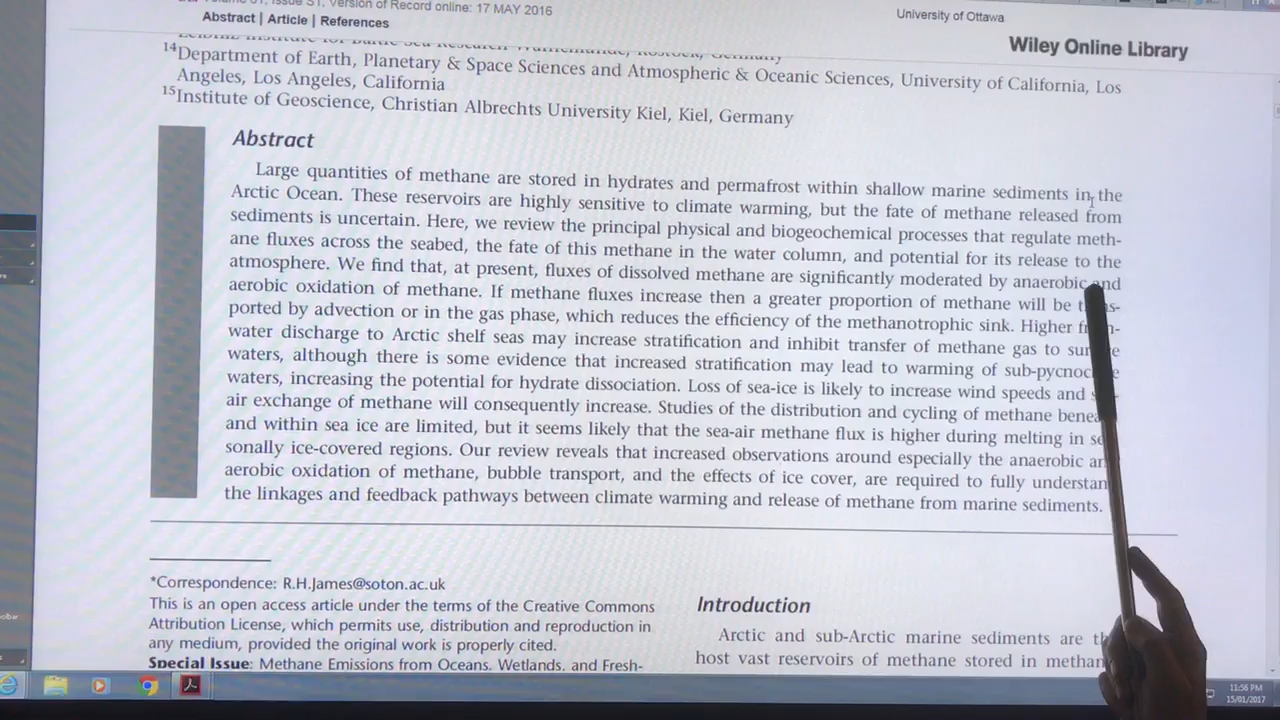 Version of Record online: 17 MAY 2016
Abstract | Article | References
University of Ottawa
Wiley Online Library
14Department of Earth, Planetary & Space Sciences and Atmospheric & Oceanic Sciences, University of California, Los
Angeles, Los Angeles, California
15Institute of Geoscience, Christian Albrechts University Kiel, Kiel, Germany
Abstract
Large quantities of methane are stored in hydrates and permafrost within shallow marine sediments in the
Arctic Ocean. These reservoirs are highly sensitive to climate warming, but the fate of methane released from
sediments is uncertain. Here, we review the principal physical and biogeochemical processes that regulate meth-
ane fluxes across the seabed, the fate of this methane in the water column, and potential for its release to the
atmosphere. We find that, at present, fluxes of dissolved methane are significantly moderated by anaerobic and
aerobic oxidation of methane. If methane fluxes increase then a greater proportion of methane will be
ported by advection or in the gas phase, which reduces the efficiency of the methanotrophic sink. Higher
water discharge to Arctic shelf seas may increase stratification and inhibit transfer of methane gas to
waters, although there is some evidence that increased stratification may lead to warming of
waters, increasing the potential for hydrate dissociation. Loss of sea-ice is likely to increase wind speeds and
air exchange of methane will consequently increase. Studies of the distribution and cycling of methane
and within sea ice are limited, but it seems likely that the sea-air methane flux is higher during melting in
sonally ice-covered regions. Our review reveals that increased observations around especially the anaerobic
aerobic oxidation of methane, bubble transport, and the effects of ice cover, are required to fully
the linkages and feedback pathways between climate warming and release of methane from marine sediments.
*Correspondence: R.H.James@soton.ac.uk
This is an open access article under the terms of the Creative Commons
Attribution License, which permits use, distribution and reproduction in
any medium, provided the original work is properly cited.
Special Issue: Methane Emissions from Oceans, Wetlands, and Fresh-
Introduction
Arctic and sub-Arctic marine sediments are
host vast reservoirs of methane stored in
11:56 PM
15/01/2017